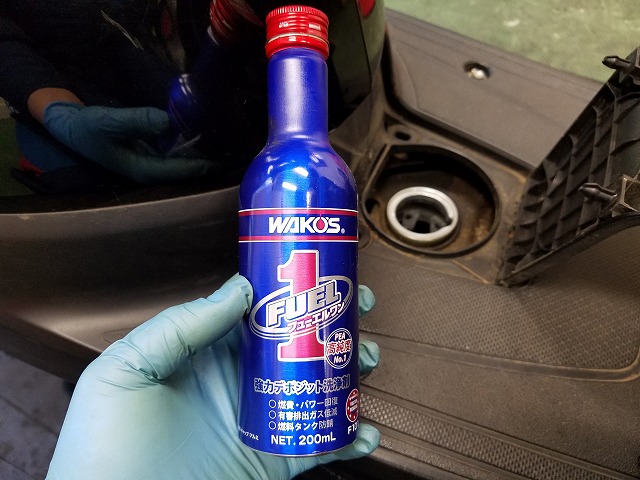 WAKO'S®
1
FUEL
フューエルワン
PEA
高純度
No.1
強力デポジット洗浄剤
○燃費・パワー回復
○有害排出ガス低減
○燃料タンク防錆
NET. 200mL